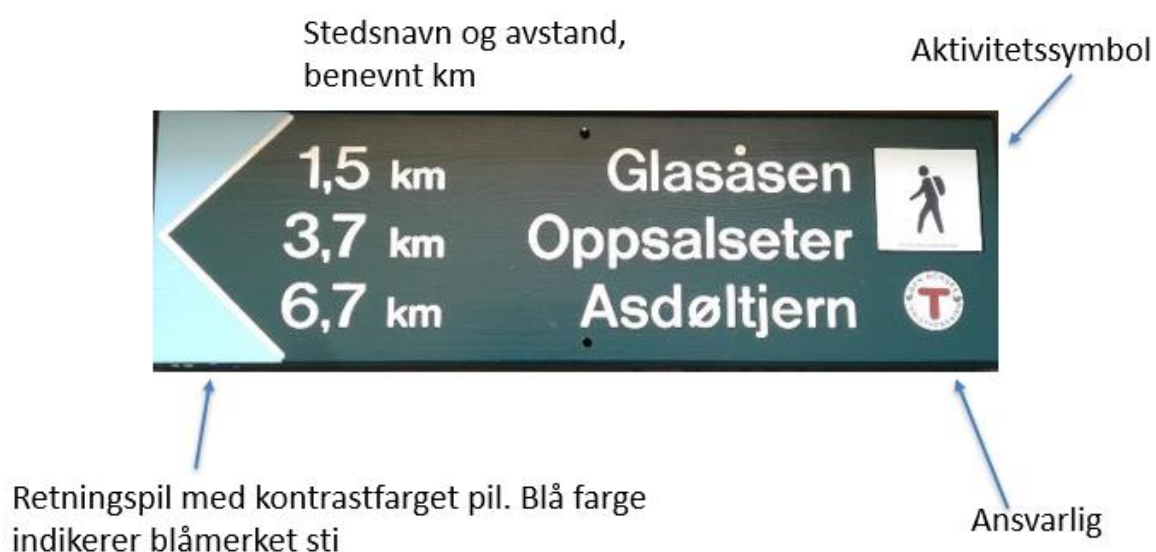 Stedsnavn og avstand,
benevnt km
Aktivitetssymbol
1,5 km Glasåsen
3,7 km Oppsalseter
6,7 km Asdøltjern
T
Retningspil med kontrastfarget pil. Blå farge
indikerer blåmerket sti
Ansvarlig